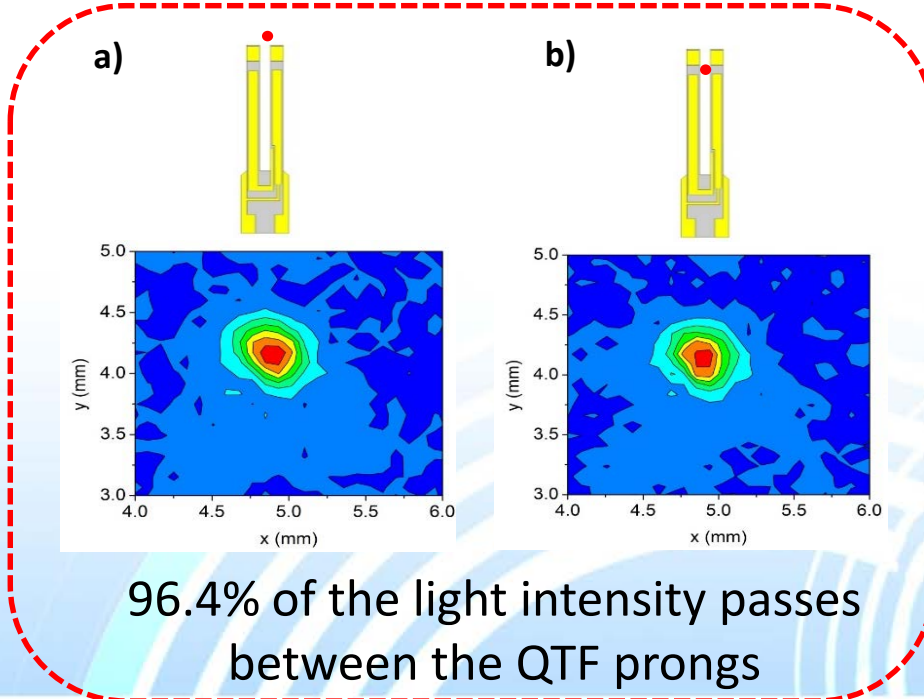 a)
b)
5.0
4.5
4.0
3.5
3.0
y (mm)
4.0 4.5 5.0 5.5 6.0
x (mm)
5.0
4.5
4.0
3.5
3.0
y (mm)
4.0 4.5 5.0 5.5 6.0
x (mm)
96.4% of the light intensity passes
between the QTF prongs